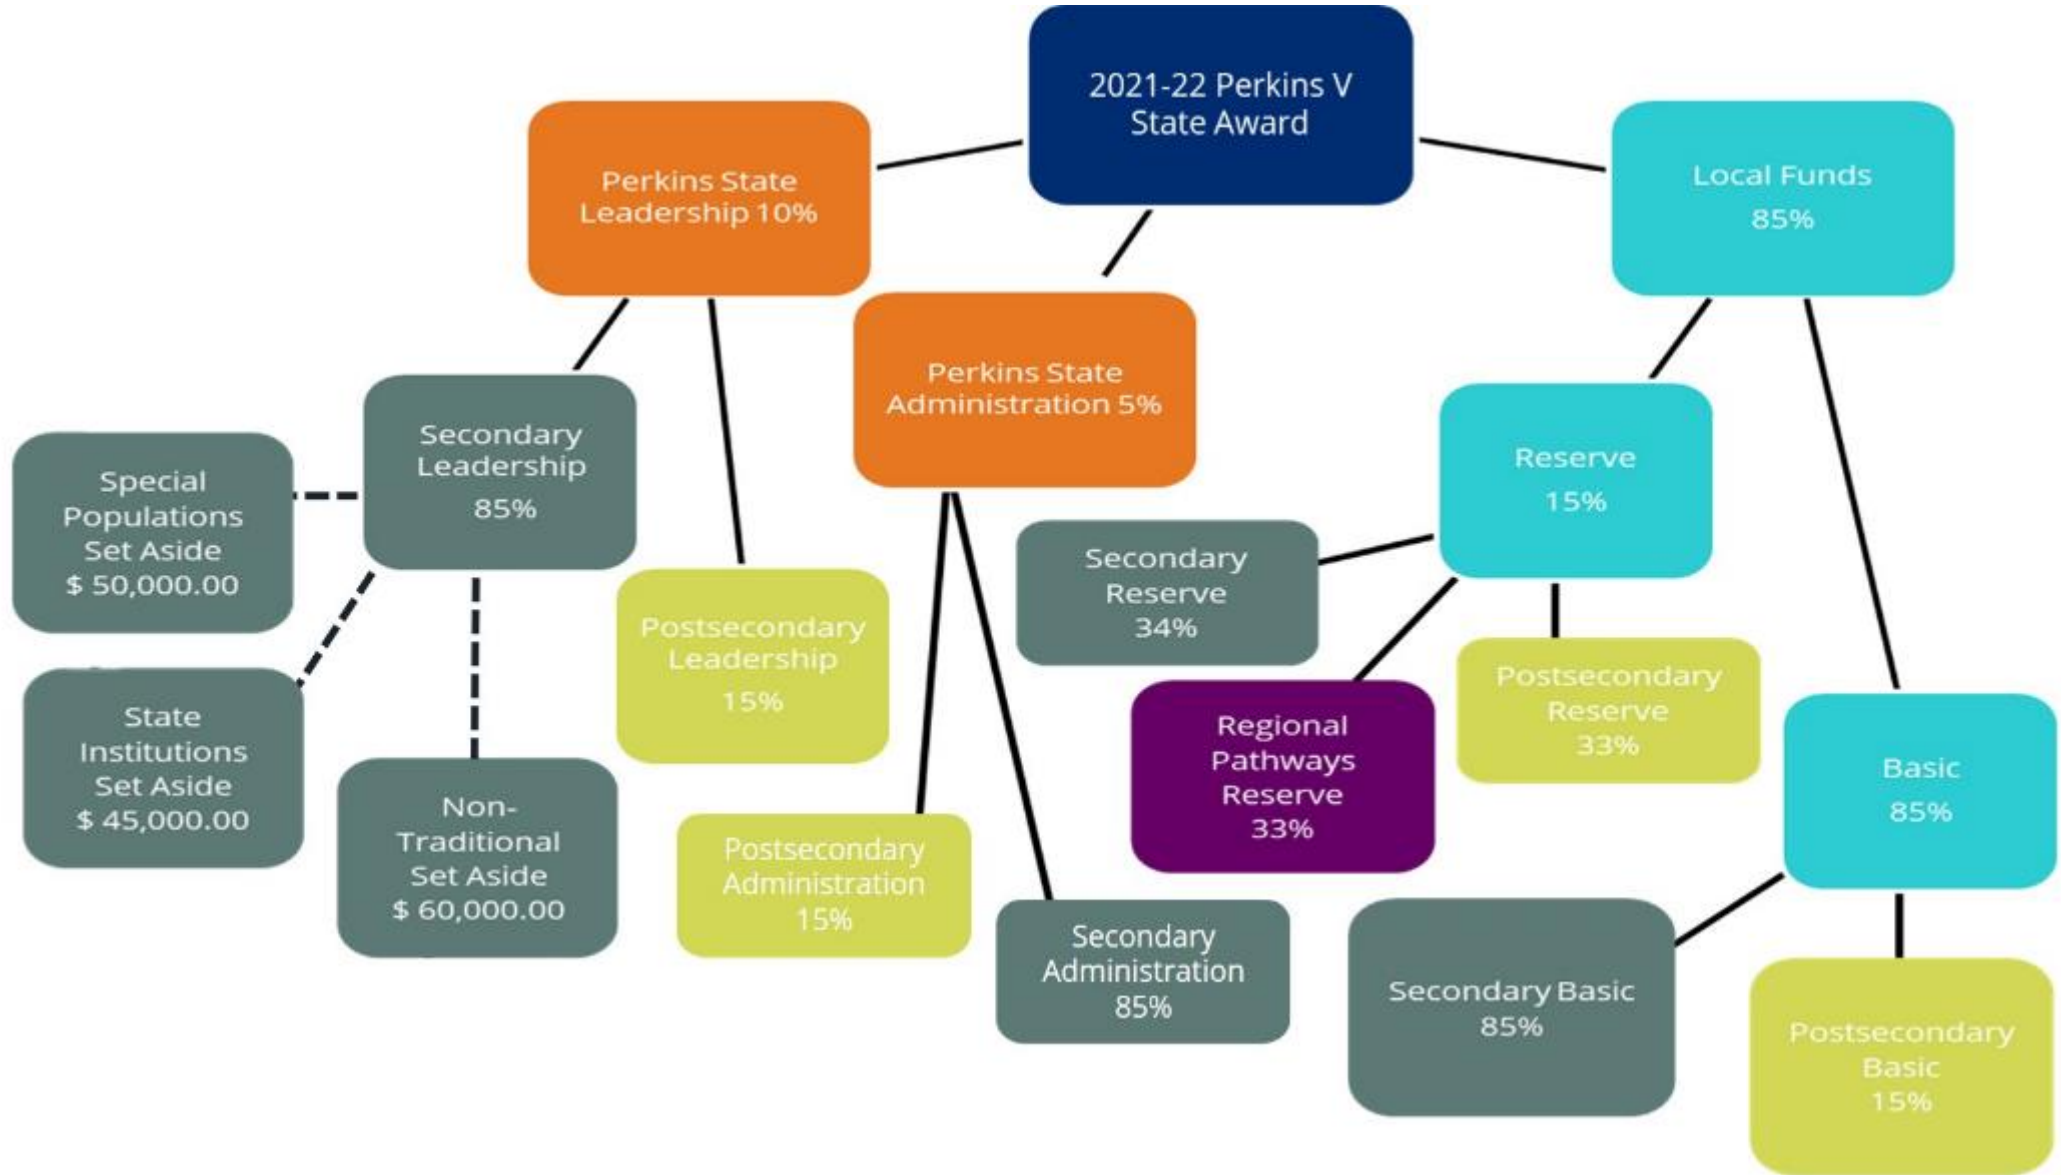 2021-22 Perkins V
State Award
Perkins State
Leadership 10%
Local Funds
85%
Perkins State
Administration 5%
Secondary
Leadership
85%
Special
Populations
Set Aside
$ 50,000.00
Reserve
15%
Secondary
Reserve
34%
Postsecondary
Leadership
15%
State
Institutions
Set Aside
$ 45,000.00
Regional
Pathways
Reserve
33%
Postsecondary
Reserve
33%
Basic
85%
Non-
Traditional
Set Aside
$ 60,000.00
Postsecondary
Administration
15%
Secondary
Administration
85%
Secondary Basic
85%
Postsecondary
Basic
15%